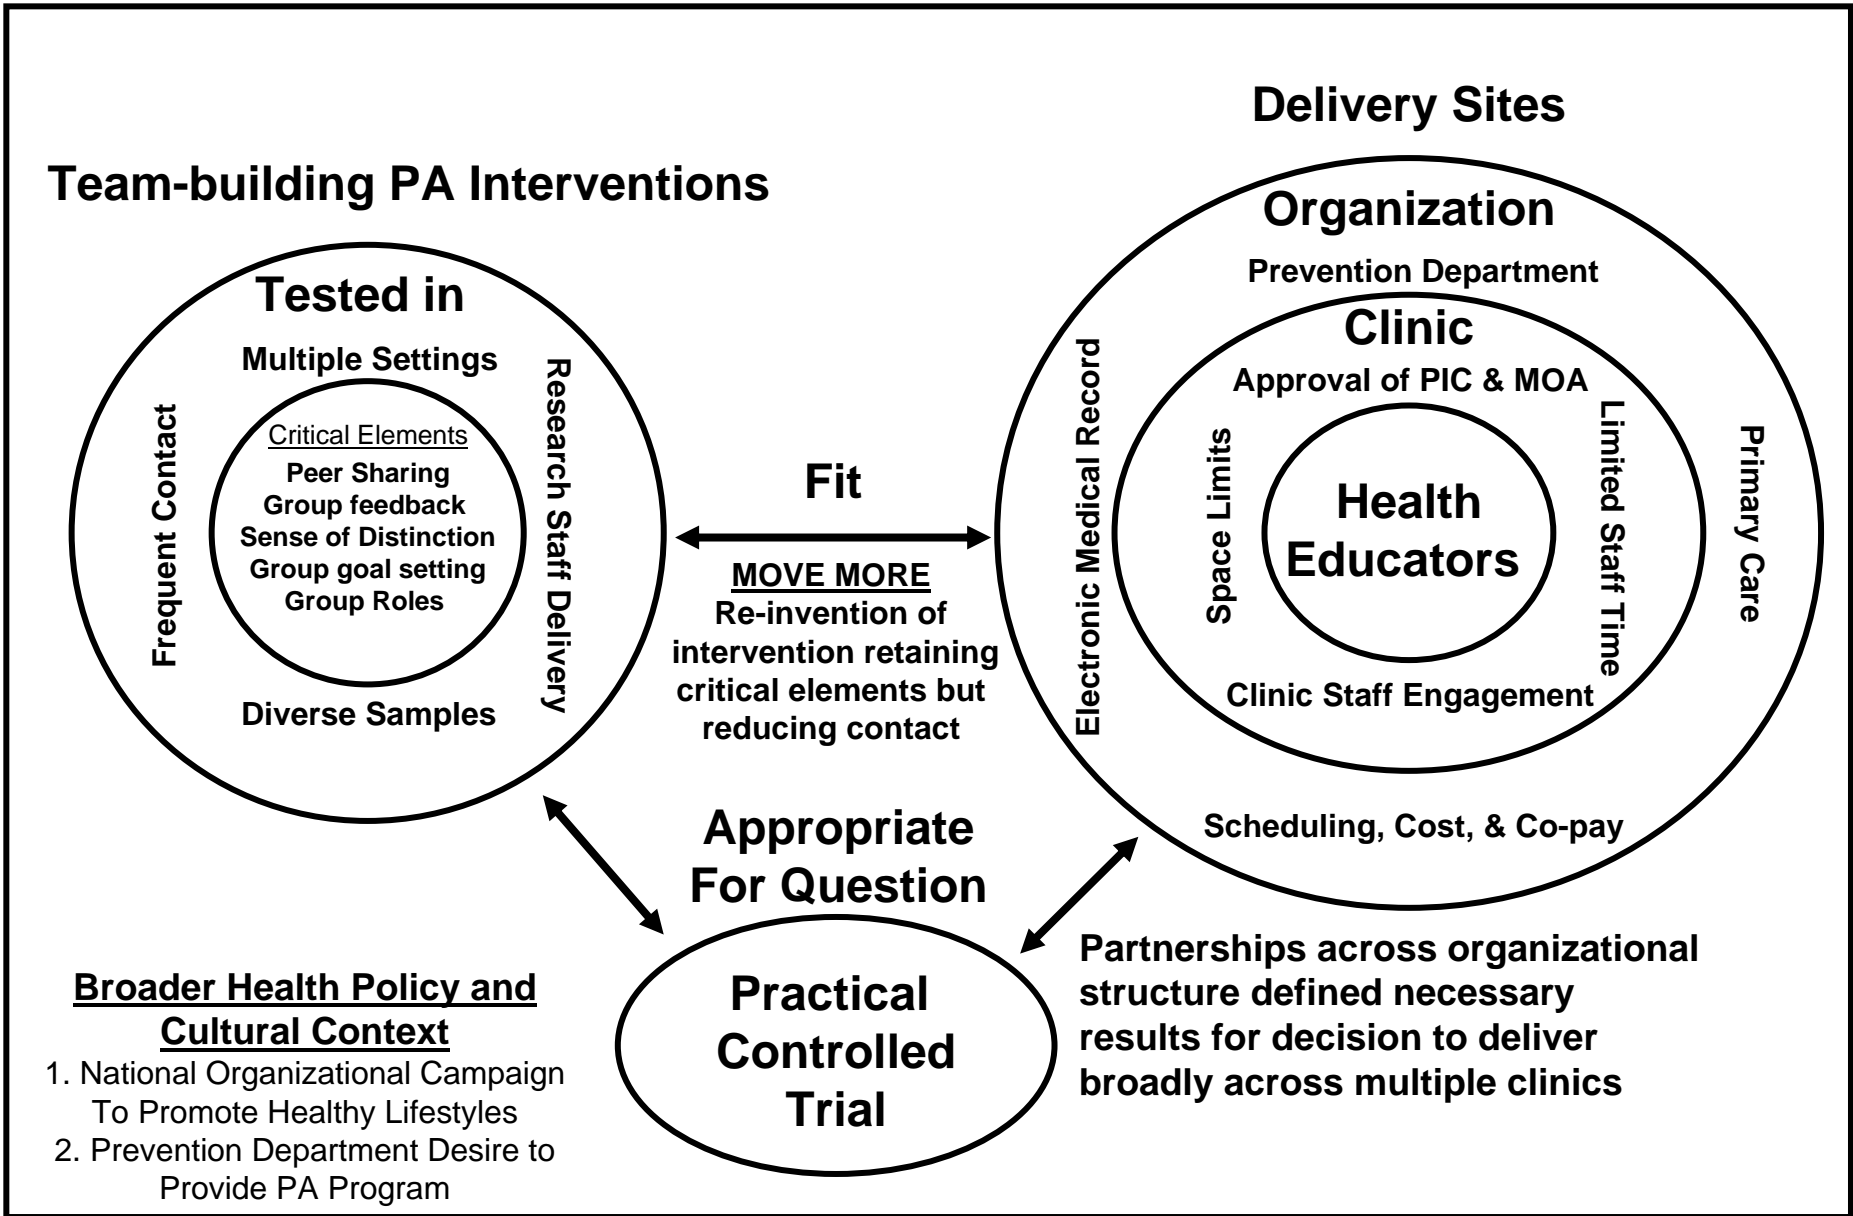 Team-building PA Interventions
Tested in
Multiple Settings
Frequent Contact
Research Staff Delivery
Critical Elements
Peer Sharing
Group feedback
Sense of Distinction
Group goal setting
Group Roles
Diverse Samples
Fit
MOVE MORE
Re-invention of
intervention retaining
critical elements but
reducing contact
Delivery Sites
Organization
Prevention Department
Electronic Medical Record
Primary Care
Clinic
Approval of PIC & MOA
Space Limits
Limited Staff Time
Health
Educators
Clinic Staff Engagement
Scheduling, Cost, & Co-pay
Appropriate
For Question
Practical
Controlled
Trial
Partnerships across organizational
structure defined necessary
results for decision to deliver
broadly across multiple clinics
Broader Health Policy and
Cultural Context
1. National Organizational Campaign
To Promote Healthy Lifestyles
2. Prevention Department Desire to
Provide PA Program